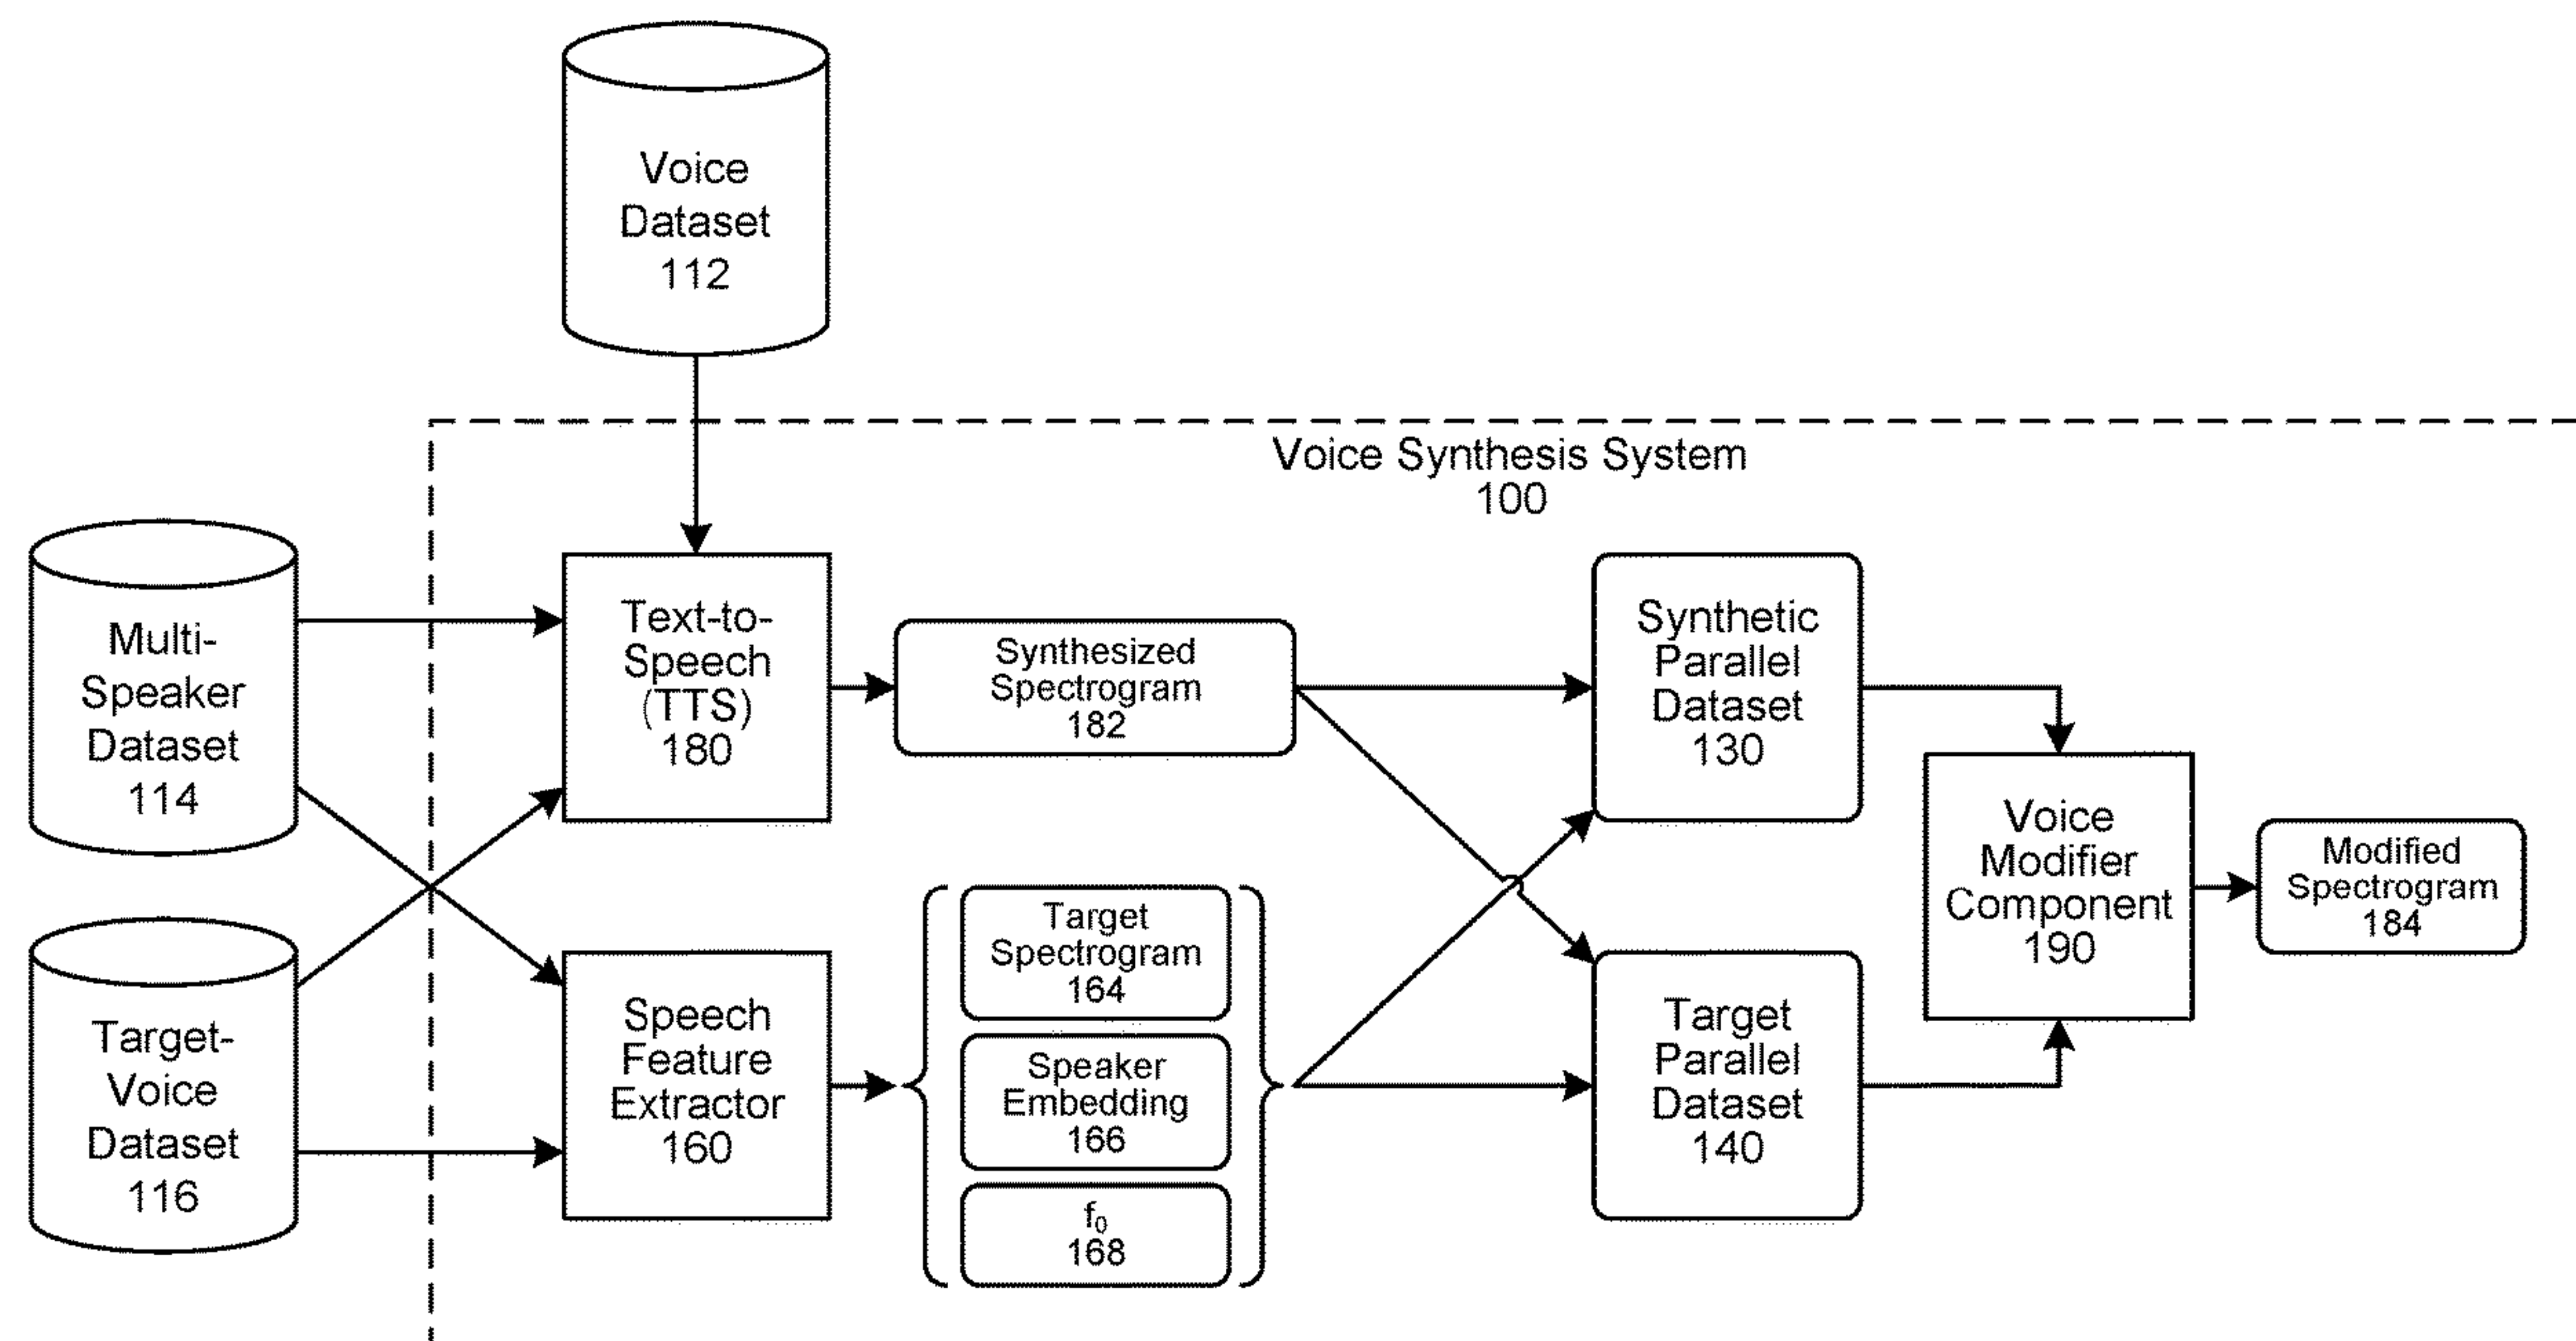 Voice
Dataset
112
Voice Synthesis System
100
Multi-
Speaker
Dataset
114
Text-to-
Speech
(TTS)
180
Synthesized
Spectrogram
182
Synthetic
Parallel
Dataset
130
Voice
Modifier
Component
190
Modified
Spectrogram
184
Target-
Voice
Dataset
116
Speech
Feature
Extractor
160
Target
Spectrogram
164
Speaker
Embedding
166
f₀
168
Target
Parallel
Dataset
140